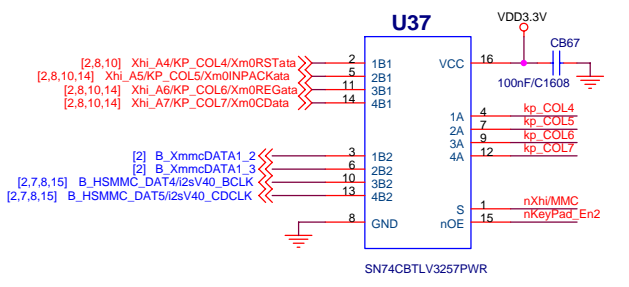 U37
VDD3.3V
CB67
100nF/C1608
[2,8,10] Xhi_A4/KP_COL4/Xm0RSTata 2 1B1 VCC 16
[2,8,10,14] Xhi_A5/KP_COL5/Xm0INPACKata 5 2B1
[2,8,10,14] Xhi_A6/KP_COL6/Xm0REGata 11 3B1
[2,8,10,14] Xhi_A7/KP_COL7/Xm0CData 14 4B1
1A 4 kp_COL4
2A 7 kp_COL5
3A 9 kp_COL6
4A 12 kp_COL7
[2] B_XmmcDATA1_2 3 1B2
[2] B_XmmcDATA1_3 6 2B2
[2,7,8,15] B_HSMMC_DAT4/i2sV40_BCLK 10 3B2
[2,7,8,15] B_HSMMC_DAT5/i2sV40_CDCLK 13 4B2
S 1 nXhi/MMC
8 GND nOE 15 nKeyPad_En2
SN74CBTLV3257PWR